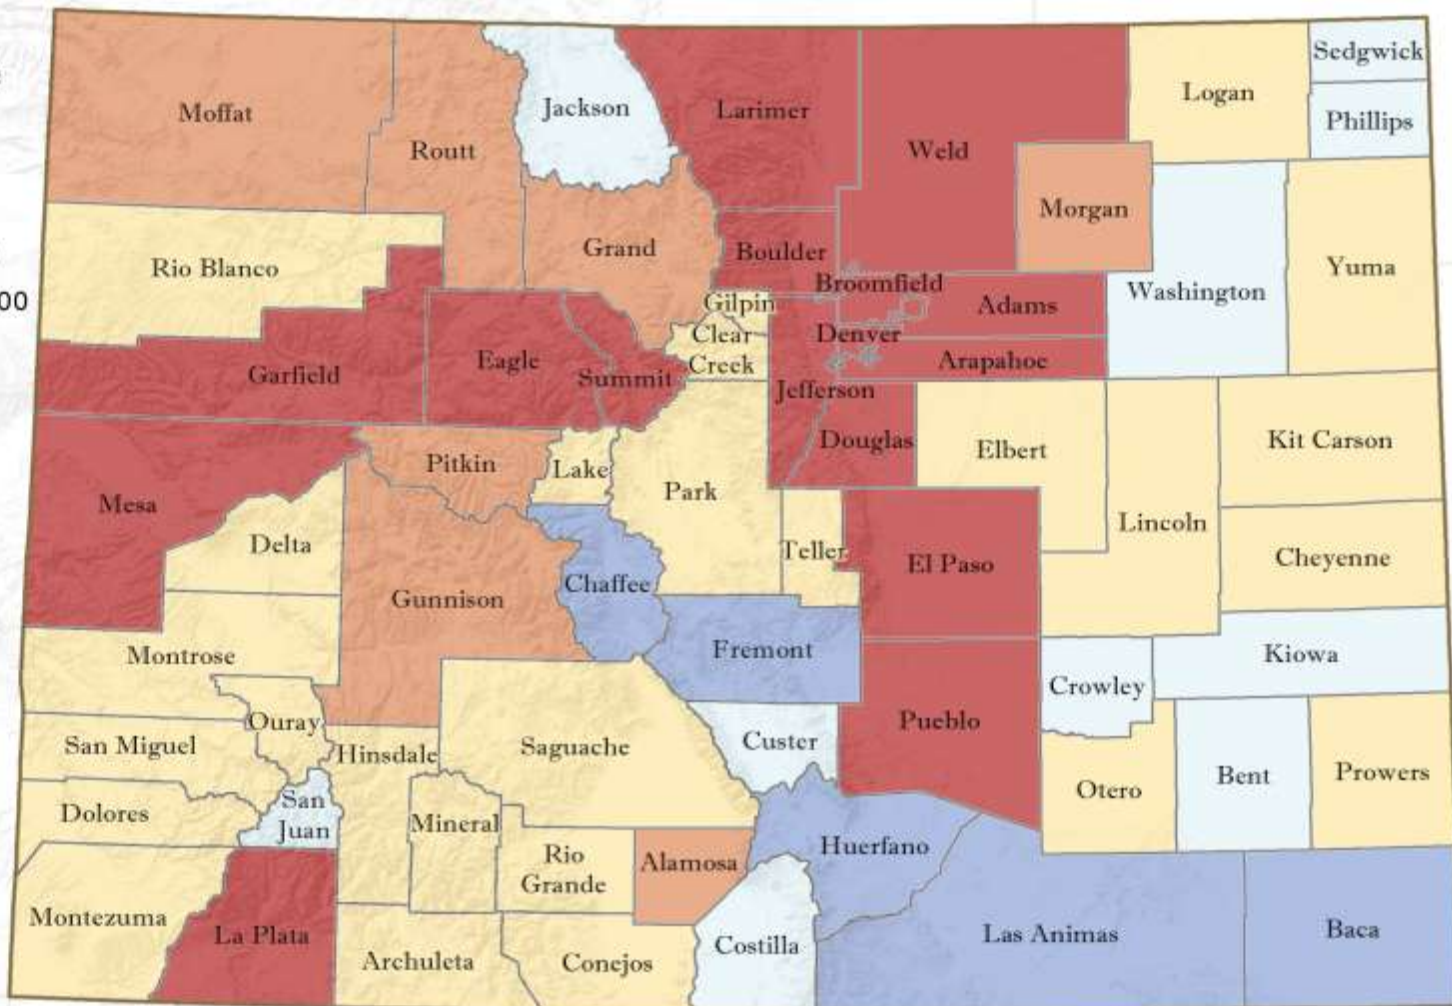 Sedgwick
Logan
Moffat
Jackson
Larimer
Phillips
Routt
Weld
Morgan
Grand
Boulder
Rio Blanco
Yuma
Broomfield
Washington
00
Gilpin
Adams
Clear
Creek
Denver
Eagle
Arapahoe
Garfield
Summit
Jefferson
Douglas
Kit Carson
Elbert
Pitkin
Lake
Park
Mesa
Lincoln
Delta
Teller
Cheyenne
El Paso
Chaffee
Gunnison
Fremont
Montrose
Kiowa
Crowley
Ouray
Pueblo
San Miguel
Hinsdale
Saguache
Custer
Prowers
Bent
Otero
San
Juan
Dolores
Mineral
Huerfano
Rio
Grande
Alamosa
Montezuma
La Plata
Costilla
Las Animas
Baca
Archuleta
Conejos